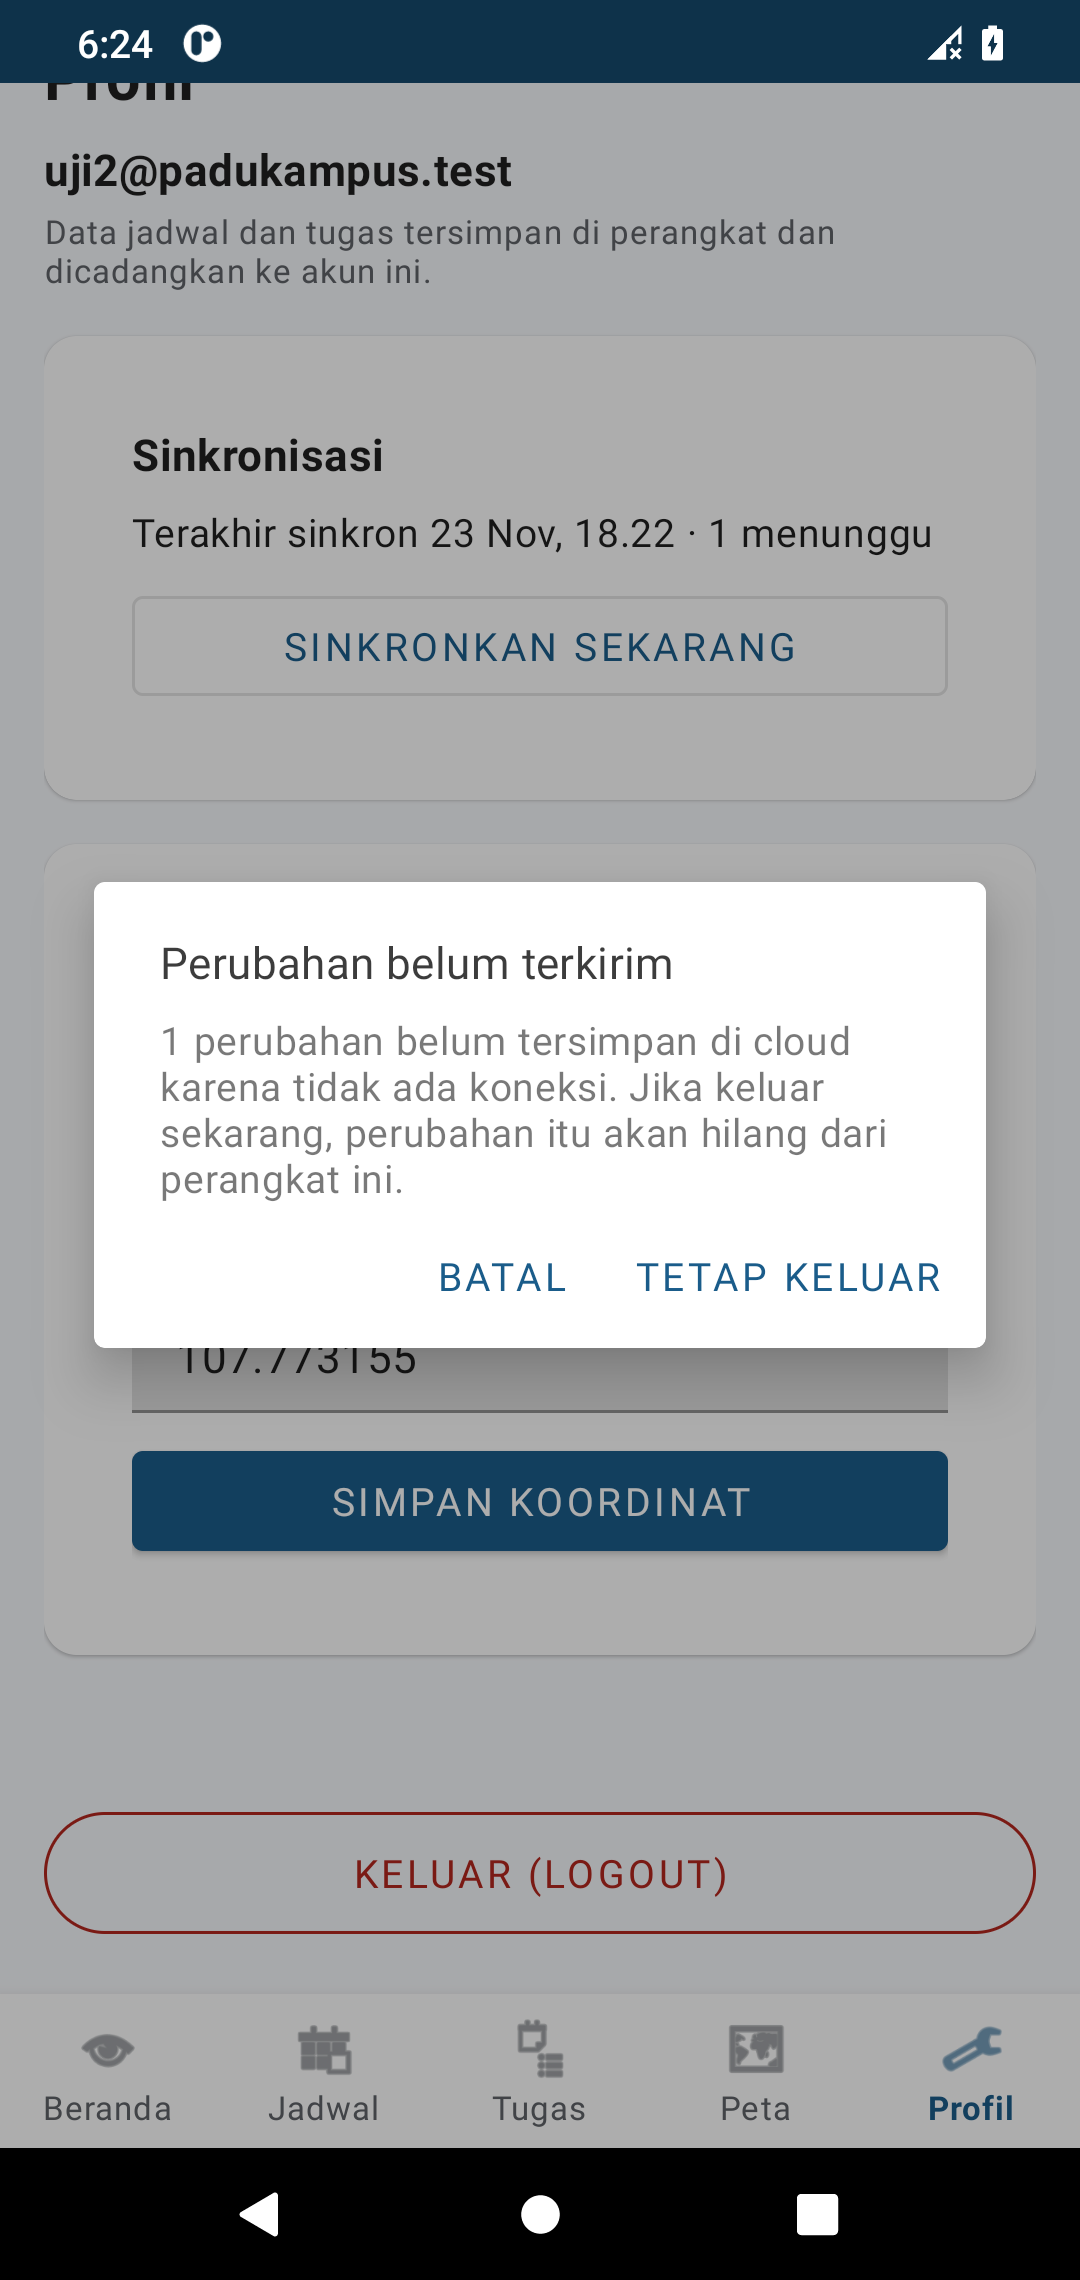 6:24
Profil
uji2@padukampus.test
Data jadwal dan tugas tersimpan di perangkat dan
dicadangkan ke akun ini.
Sinkronisasi
Terakhir sinkron 23 Nov, 18.22 · 1 menunggu
SINKRONKAN SEKARANG
Perubahan belum terkirim
1 perubahan belum tersimpan di cloud
karena tidak ada koneksi. Jika keluar
sekarang, perubahan itu akan hilang dari
perangkat ini.
BATAL TETAP KELUAR
107.773155
SIMPAN KOORDINAT
KELUAR (LOGOUT)
Beranda Jadwal Tugas Peta Profil